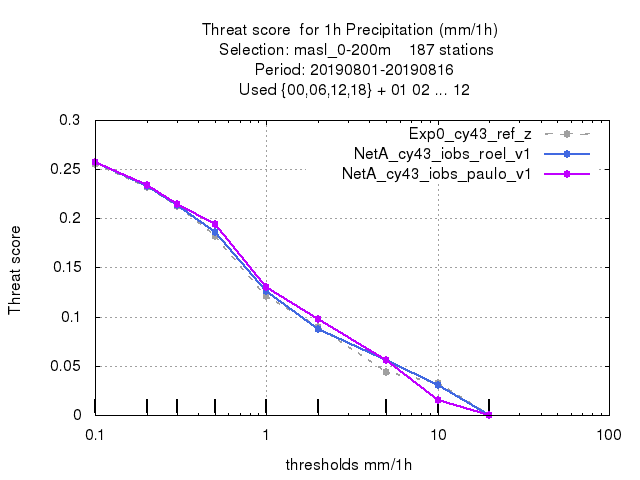 Threat score  for 1h Precipitation (mm/1h)
Selection: masl_0-200m    187 stations
Period: 20190801-20190816
Used {00,06,12,18} + 01 02 ... 12
Exp0_cy43_ref_z
NetA_cy43_iobs_roel_v1
NetA_cy43_iobs_paulo_v1
0.3
0.25
0.2
0.15
0.1
0.05
0
Threat score
0.1 1 10 100
thresholds mm/1h